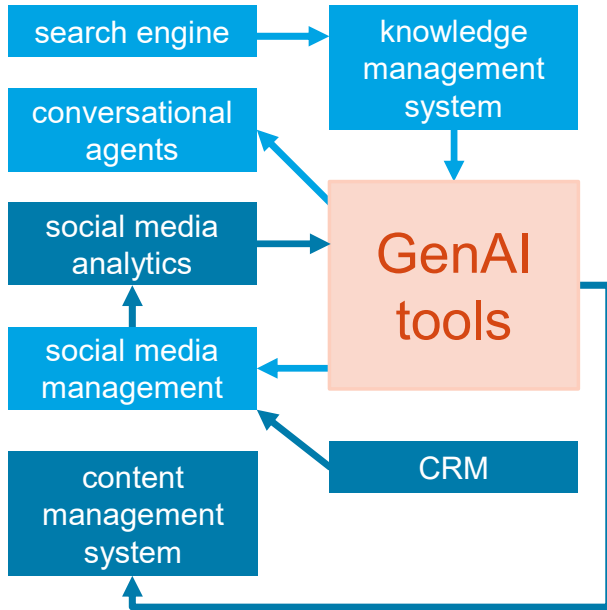 search engine
knowledge
management
system
conversational
agents
social media
analytics
GenAI
tools
social media
management
CRM
content
management
system